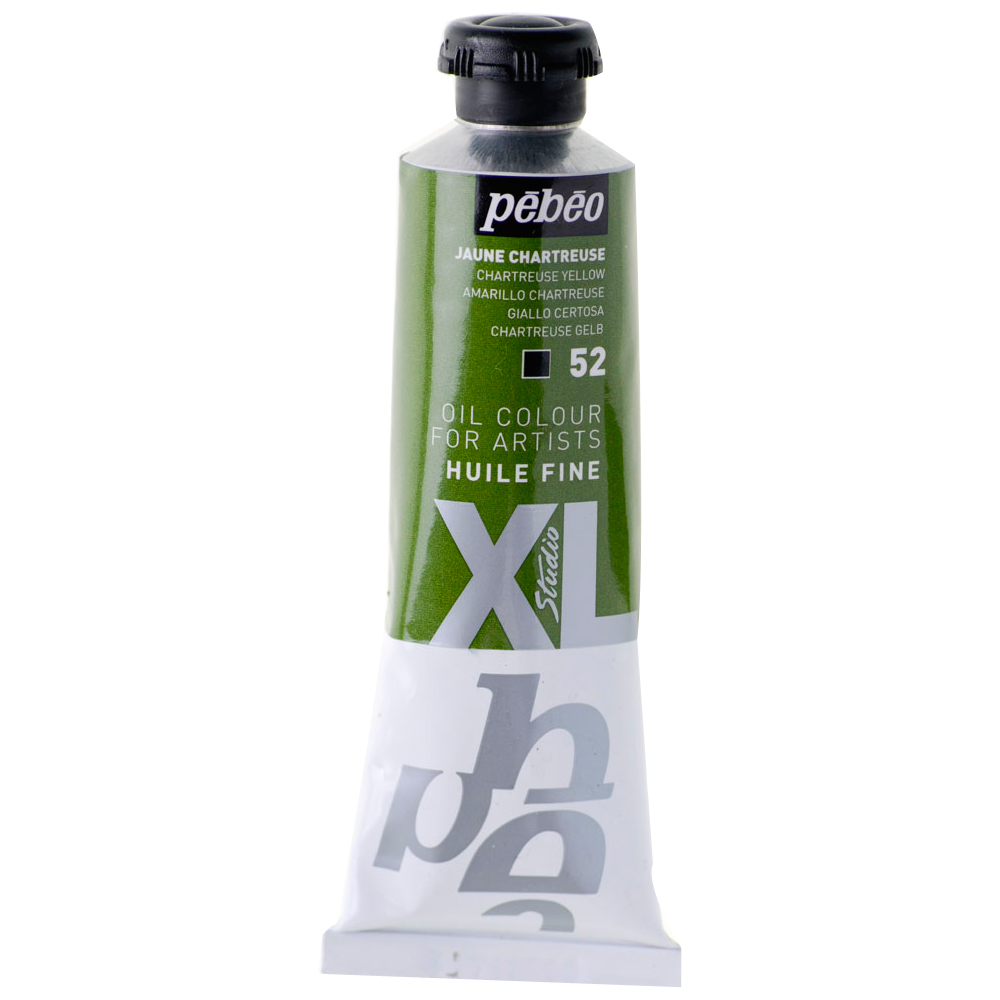 pēbēo
JAUNE CHARTREUSE
CHARTREUSE YELLOW
AMARILLO CHARTREUSE
GIALLO CERTOSA
CHARTREUSE GELB
52
OIL COLOUR
FOR ARTISTS
HUILE FINE
XL
Studio